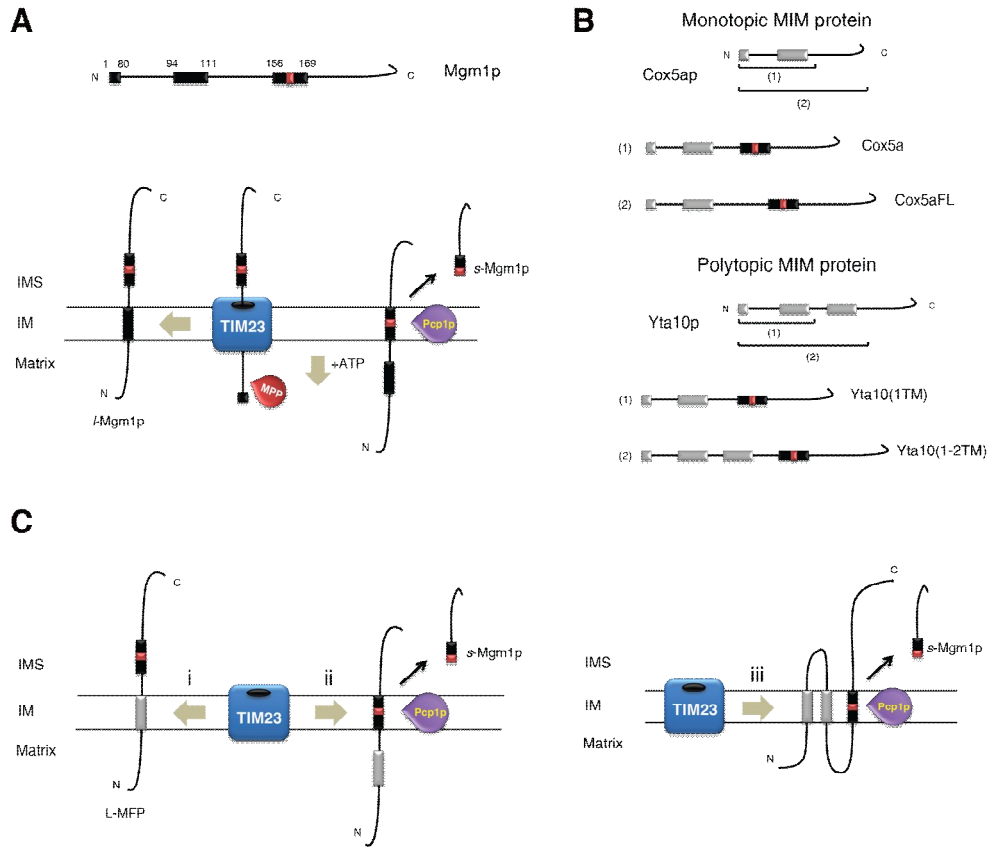 A
1 80 94 111 156 169
N C Mgm1p
C C
s-Mgm1p
IMS
IM TIM23 Pcp1p
Matrix
+ATP
MPP
N
l-Mgm1p
N
B
Monotopic MIM protein
N C
Cox5ap
(1)
(2)
(1) Cox5a
(2) Cox5aFL
Polytopic MIM protein
N C
Yta10p
(1)
(2)
(1) Yta10(1TM)
(2) Yta10(1-2TM)
C
C
s-Mgm1p
IMS
i ii
IM TIM23 Pcp1p
Matrix
N
L-MFP
N
C
s-Mgm1p
IMS
iii
IM TIM23 Pcp1p
Matrix
N